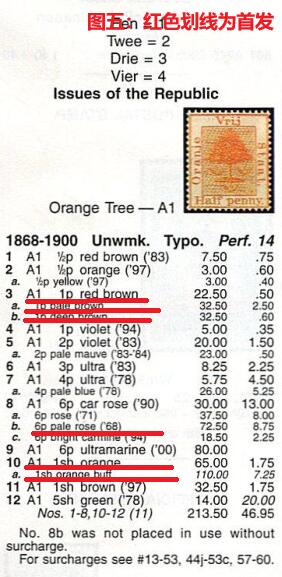 图五：红色划线为首发
Een = 1
Twee = 2
Drie = 3
Vier = 4
Issues of the Republic
Vrij
Oranje
Staat
Half penny.
Orange Tree — A1
1868-1900 Unwmk. Typo. Perf. 14
1 A1 ½p red brown ('83) 7.50 .75
2 A1 ½p orange ('97) 3.00 .60
a. ½p yellow ('97) 3.00 .40
3 A1 1p red brown 22.50 .50
a. 1p pale brown 32.50 2.50
b. 1p deep brown 32.50 .60
4 A1 1p violet ('94) 5.00 .35
5 A1 2p violet ('83) 20.00 1.50
a. 2p pale mauve ('83-'84) 23.00 .50
6 A1 3p ultra ('83) 8.25 2.25
7 A1 4p ultra ('78) 5.75 4.50
a. 4p pale blue ('78) 26.00 5.25
8 A1 6p car rose ('90) 30.00 13.00
a. 6p rose ('71) 37.50 8.00
b. 6p pale rose ('68) 72.50 8.75
c. 6p bright carmine ('94) 18.50 2.25
9 A1 6p ultramarine ('00) 80.00
10 A1 1sh orange 65.00 1.75
a. 1sh orange buff 110.00 7.25
11 A1 1sh brown ('97) 32.50 1.75
12 A1 5sh green ('78) 14.00 20.00
Nos. 1-8,10-12 (11) 213.50 46.95
No. 8b was not placed in use without
surcharge.
For surcharges see #13-53, 44j-53c, 57-60.